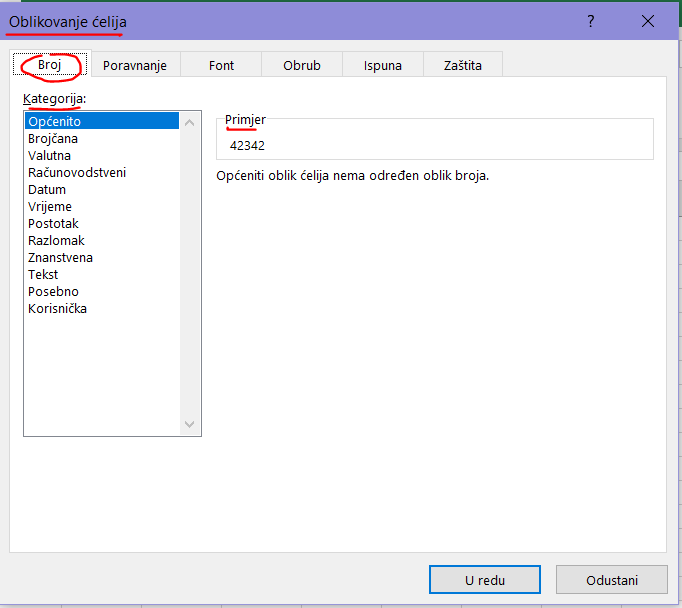 Oblikovanje ćelija
?
Broj Poravnanje Font Obrub Ispuna Zaštita
Kategorija:
Općenito
Brojčana
Valutna
Računovodstveni
Datum
Vrijeme
Postotak
Razlomak
Znanstvena
Tekst
Posebno
Korisnička
Primjer
42342
Općeniti oblik ćelija nema određen oblik broja.
U redu Odustani